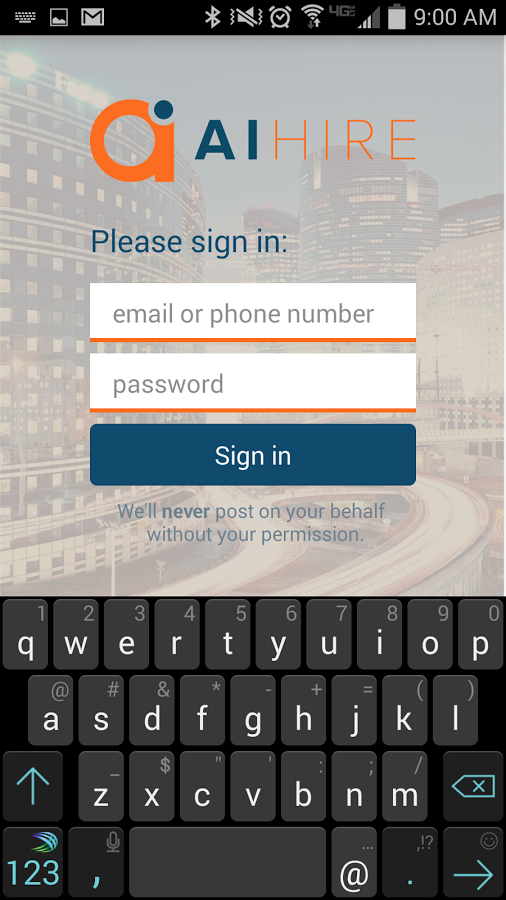 4G 9:00 AM
AIHIRE
Please sign in:
email or phone number
password
Sign in
We'll never post on your behalf
without your permission.
1 2 3 4 5 6 7 8 9 0
q w e r t y u i o p
@ # & * - + = ( )
a s d f g h j k l
_ $ " ' : ; /
z x c v b n m
... ,!?
123 , @ .